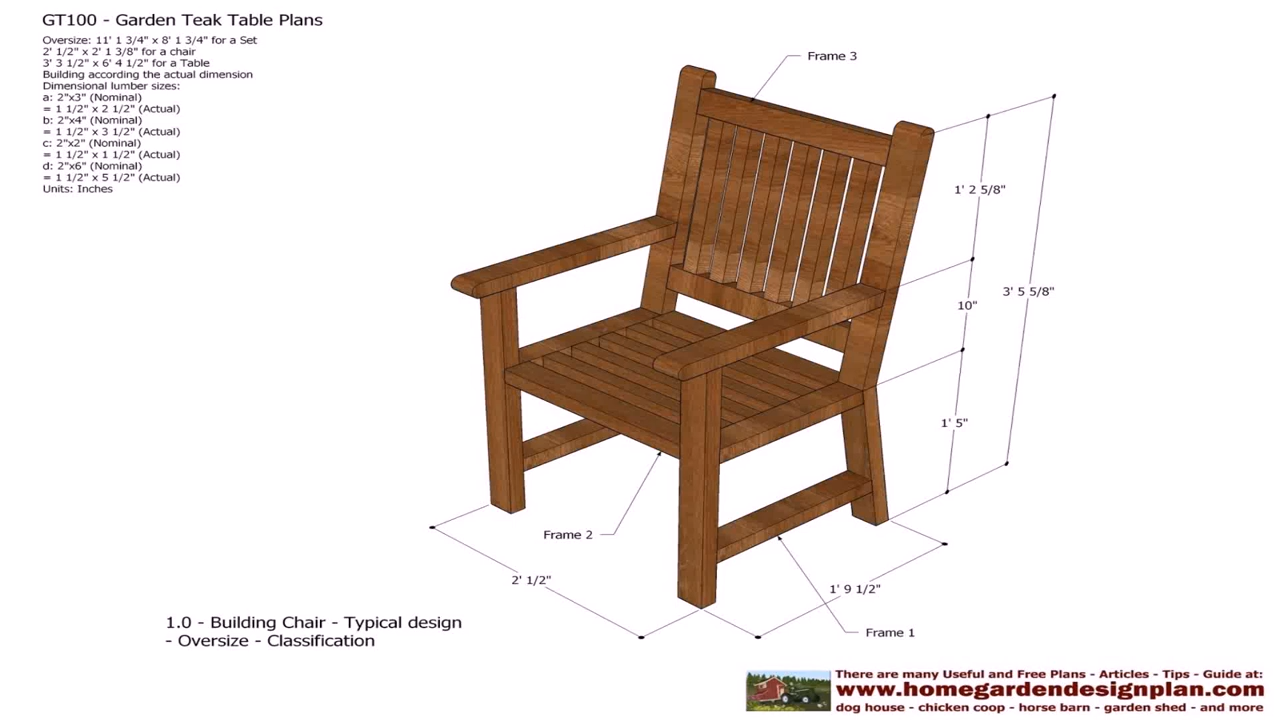 GT100 - Garden Teak Table Plans
Oversize: 11' 1 3/4" x 8' 1 3/4" for a Set
2' 1/2" x 2' 1 3/8" for a chair
3' 3 1/2" x 6' 4 1/2" for a Table
Building according the actual dimension
Dimensional lumber sizes:
a: 2"x3" (Nominal)
= 1 1/2" x 2 1/2" (Actual)
b: 2"x4" (Nominal)
= 1 1/2" x 3 1/2" (Actual)
c: 2"x2" (Nominal)
= 1 1/2" x 1 1/2" (Actual)
d: 2"x6" (Nominal)
= 1 1/2" x 5 1/2" (Actual)
Units: Inches
Frame 3
1' 2 5/8"
3' 5 5/8"
10"
1' 5"
Frame 2
2' 1/2"
1' 9 1/2"
Frame 1
1.0 - Building Chair - Typical design
- Oversize - Classification
There are many Useful and Free Plans - Articles - Tips - Guide at:
www.homegardendesignplan.com
dog house - chicken coop - horse barn - garden shed - and more